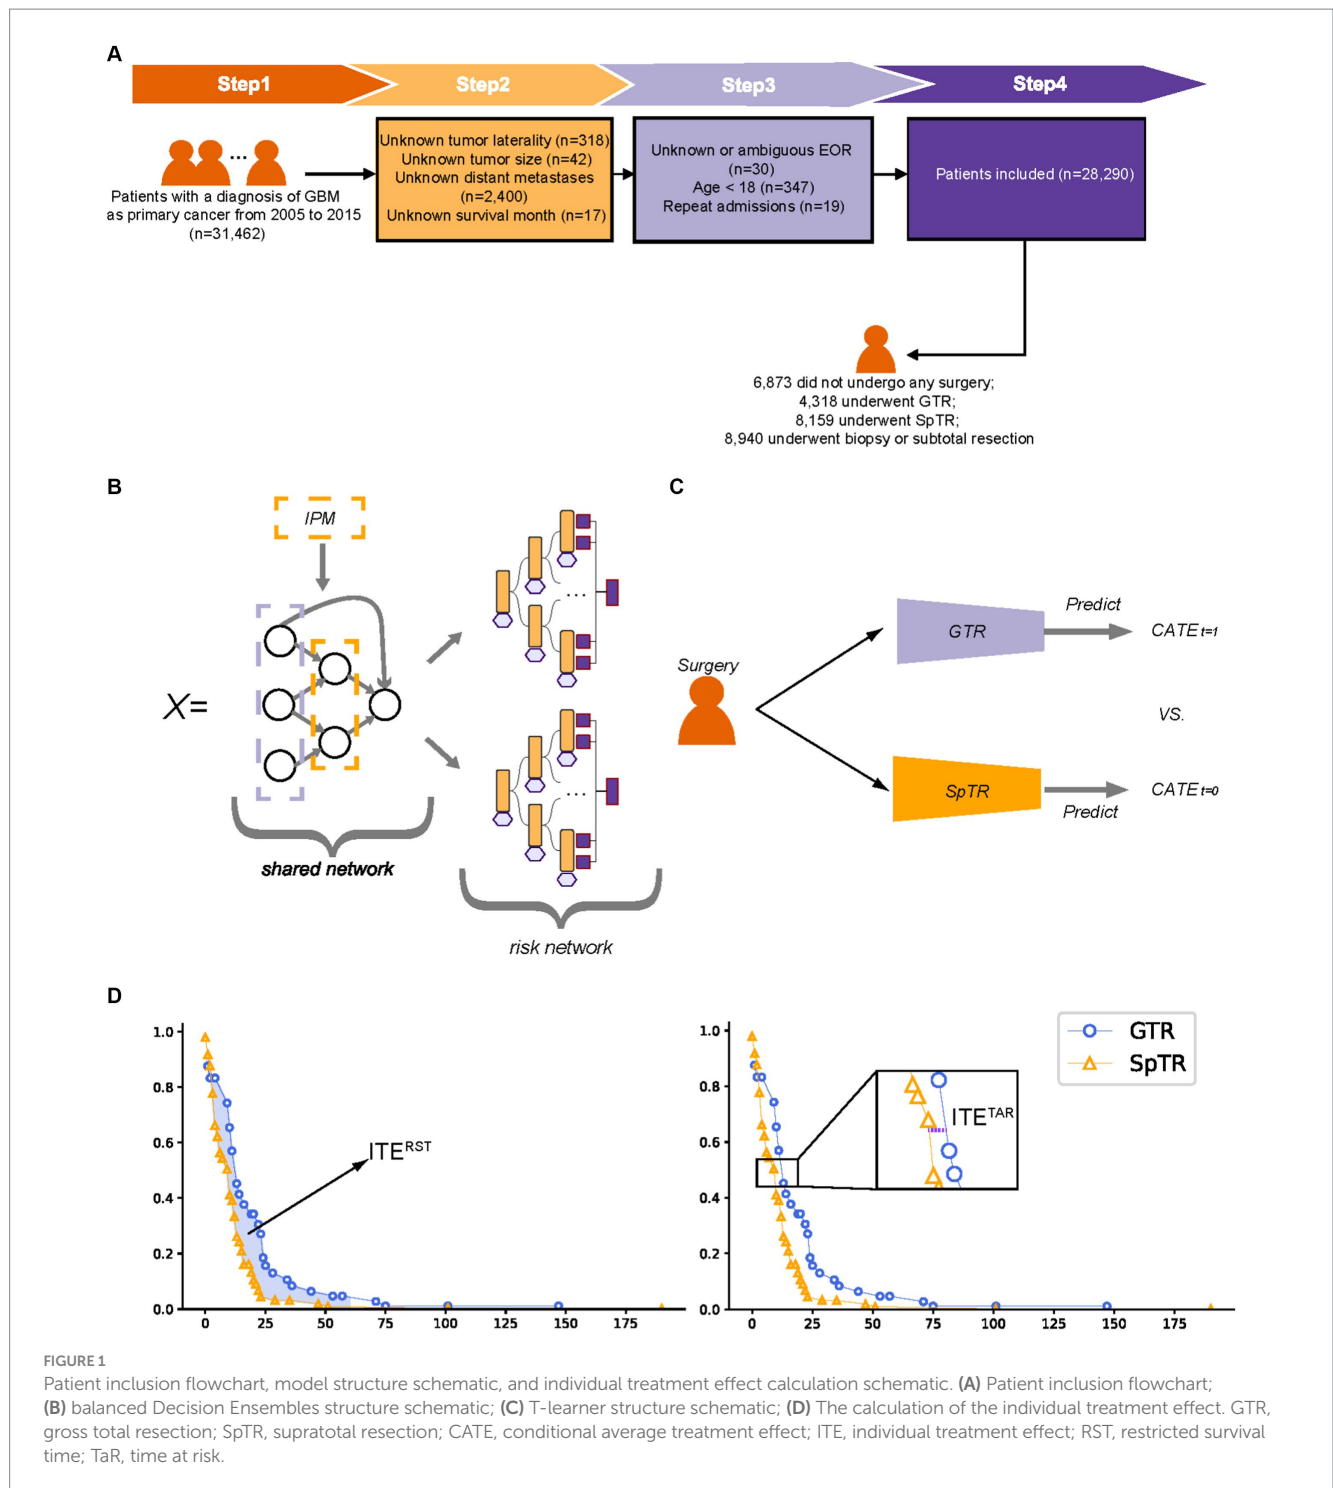 A
Step1
Step2
Step3
Step4
...
Patients with a diagnosis of GBM
as primary cancer from 2005 to 2015
(n=31,462)
Unknown tumor laterality (n=318)
Unknown tumor size (n=42)
Unknown distant metastases
(n=2,400)
Unknown survival month (n=17)
Unknown or ambiguous EOR
(n=30)
Age < 18 (n=347)
Repeat admissions (n=19)
Patients included (n=28,290)
6,873 did not undergo any surgery;
4,318 underwent GTR;
8,159 underwent SpTR;
8,940 underwent biopsy or subtotal resection
B
IPM
X=
...
...
shared network
risk network
C
Surgery
GTR
Predict
CATE t=1
VS.
SpTR
Predict
CATE t=0
D
1.0
0.8
0.6
0.4
0.2
0.0
0 25 50 75 100 125 150 175
ITE^RST
1.0
0.8
0.6
0.4
0.2
0.0
0 25 50 75 100 125 150 175
ITE^TAR
GTR
SpTR
FIGURE 1
Patient inclusion flowchart, model structure schematic, and individual treatment effect calculation schematic. (A) Patient inclusion flowchart;
(B) balanced Decision Ensembles structure schematic; (C) T-learner structure schematic; (D) The calculation of the individual treatment effect. GTR,
gross total resection; SpTR, supratotal resection; CATE, conditional average treatment effect; ITE, individual treatment effect; RST, restricted survival
time; TaR, time at risk.